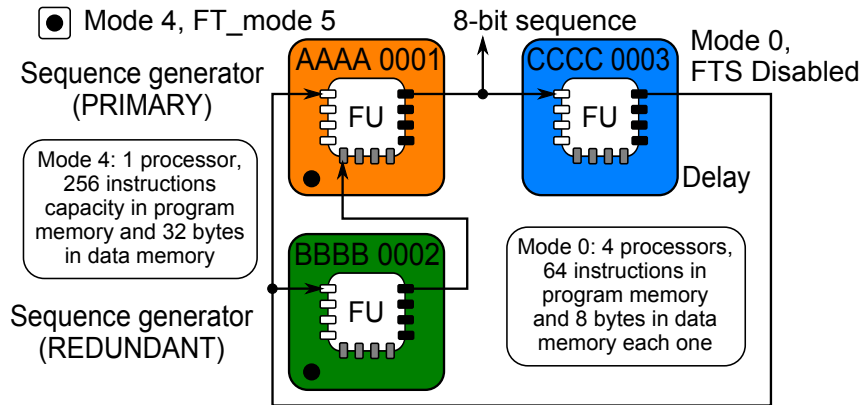 Mode 4, FT_mode 5
8-bit sequence
Mode 0,
FTS Disabled
Sequence generator
(PRIMARY)
AAAA 0001
FU
CCCC 0003
FU
Delay
Mode 4: 1 processor,
256 instructions
capacity in program
memory and 32 bytes
in data memory
BBBB 0002
FU
Mode 0: 4 processors,
64 instructions in
program memory
and 8 bytes in data
memory each one
Sequence generator
(REDUNDANT)